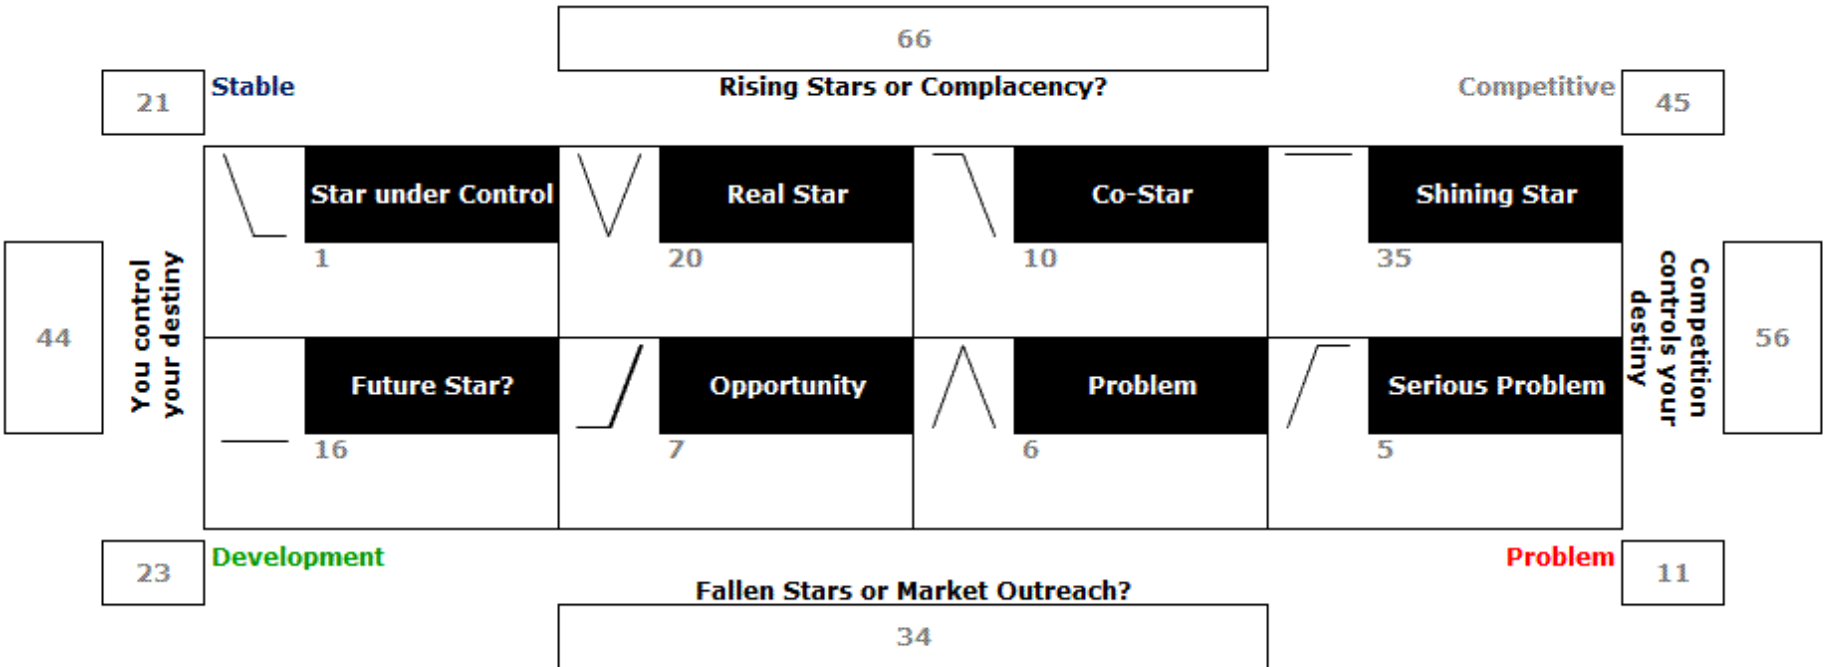 66
21
Stable
Rising Stars or Complacency?
Competitive
45
Star under Control
Real Star
Co-Star
Shining Star
1
20
10
35
44
You control
your destiny
Competition
controls your
destiny
56
Future Star?
Opportunity
Problem
Serious Problem
16
7
6
5
23
Development
Problem
11
Fallen Stars or Market Outreach?
34